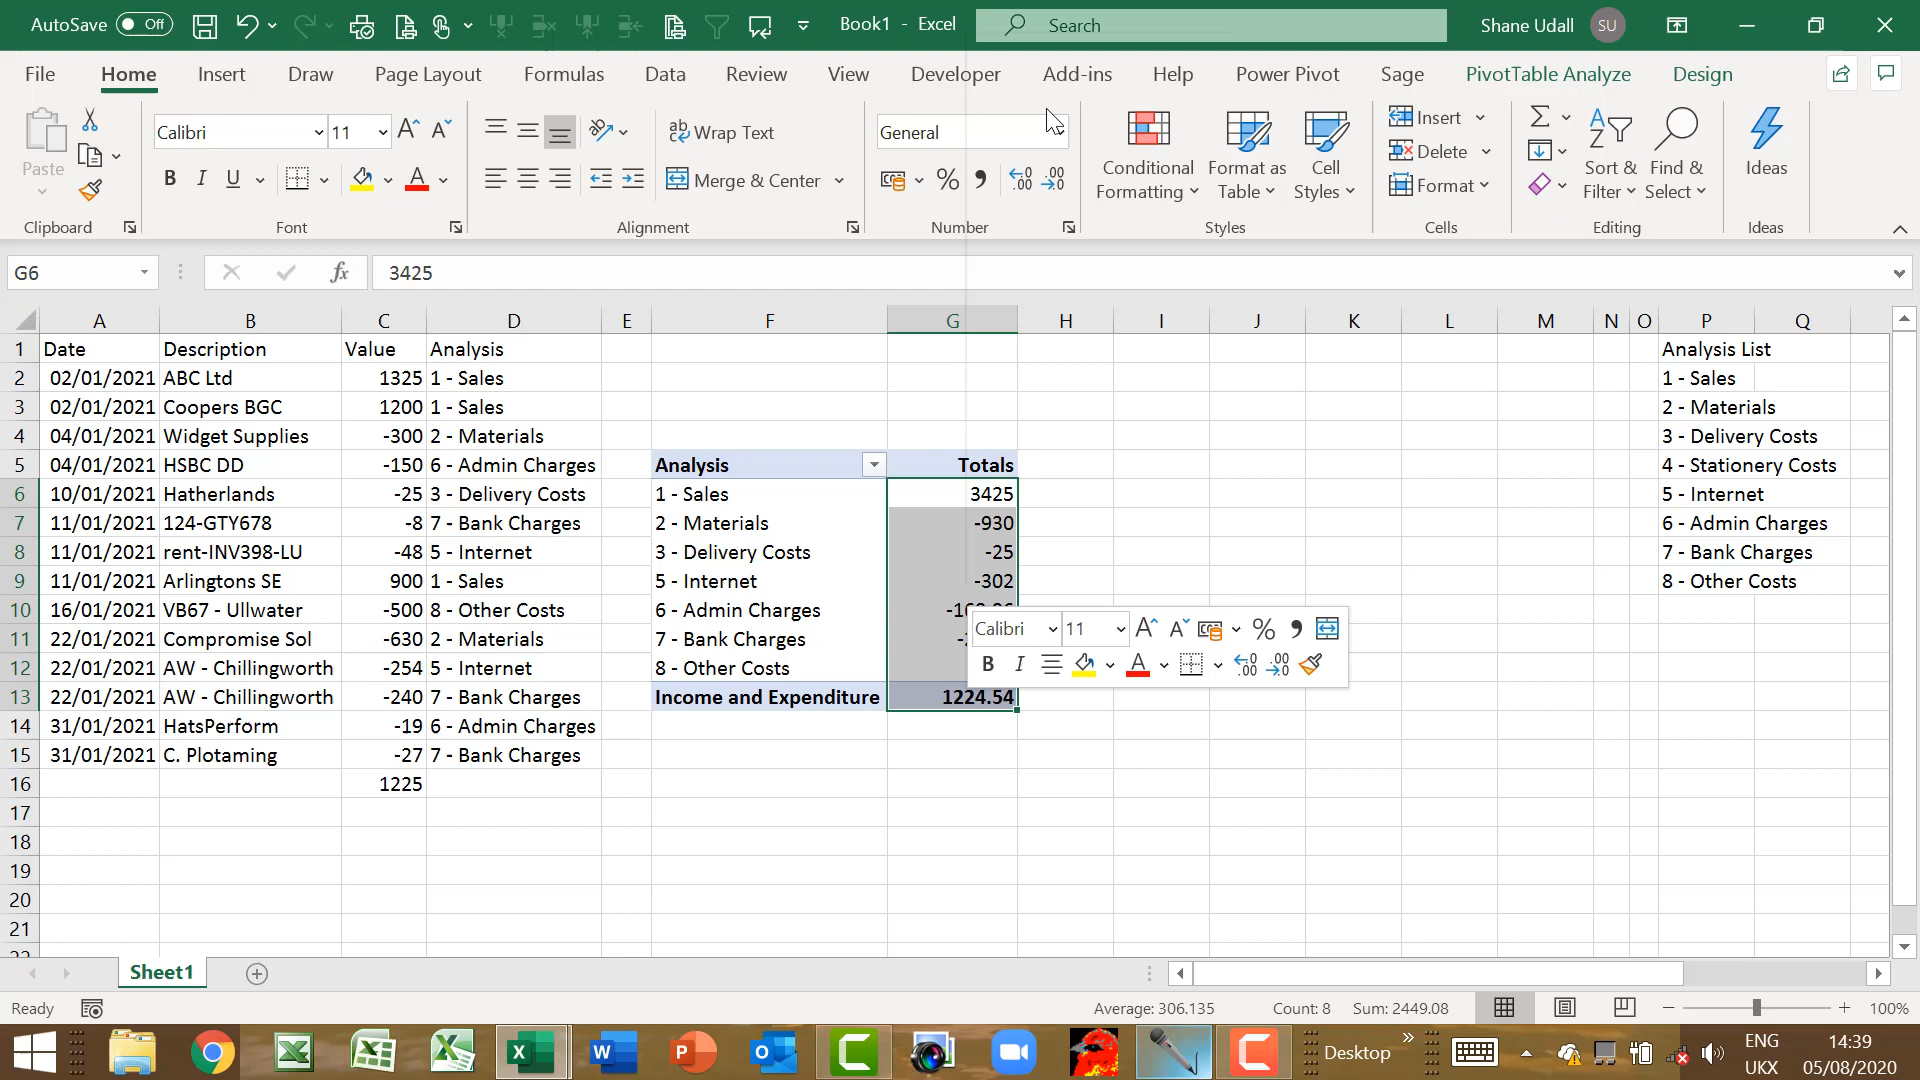 AutoSave Off Book1 - Excel Search Shane Udall SU
File Home Insert Draw Page Layout Formulas Data Review View Developer Add-ins Help Power Pivot Sage PivotTable Analyze Design
Paste Calibri 11 Wrap Text General Conditional Formatting Format as Table Cell Styles Insert Sort & Filter Find & Select Ideas
B I U Merge & Center % Delete
Format
Clipboard Font Alignment Number Styles Cells Editing Ideas
G6 fx 3425
A B C D E F G H I J K L M N O P Q
1 Date Description Value Analysis Analysis List
2 02/01/2021 ABC Ltd 1325 1 - Sales 1 - Sales
3 02/01/2021 Coopers BGC 1200 1 - Sales 2 - Materials
4 04/01/2021 Widget Supplies -300 2 - Materials 3 - Delivery Costs
5 04/01/2021 HSBC DD -150 6 - Admin Charges Analysis Totals 4 - Stationery Costs
6 10/01/2021 Hatherlands -25 3 - Delivery Costs 1 - Sales 3425 5 - Internet
7 11/01/2021 124-GTY678 -8 7 - Bank Charges 2 - Materials -930 6 - Admin Charges
8 11/01/2021 rent-INV398-LU -48 5 - Internet 3 - Delivery Costs -25 7 - Bank Charges
9 11/01/2021 Arlingtons SE 900 1 - Sales 5 - Internet -302 8 - Other Costs
10 16/01/2021 VB67 - Ullwater -500 8 - Other Costs 6 - Admin Charges
11 22/01/2021 Compromise Sol -630 2 - Materials 7 - Bank Charges Calibri 11 %
12 22/01/2021 AW - Chillingworth -254 5 - Internet 8 - Other Costs B I
13 22/01/2021 AW - Chillingworth -240 7 - Bank Charges Income and Expenditure 1224.54
14 31/01/2021 HatsPerform -19 6 - Admin Charges
15 31/01/2021 C. Plotaming -27 7 - Bank Charges
16 1225
17
18
19
20
21
Sheet1
Ready Average: 306.135 Count: 8 Sum: 2449.08 100%
Desktop ENG 14:39
UKX 05/08/2020